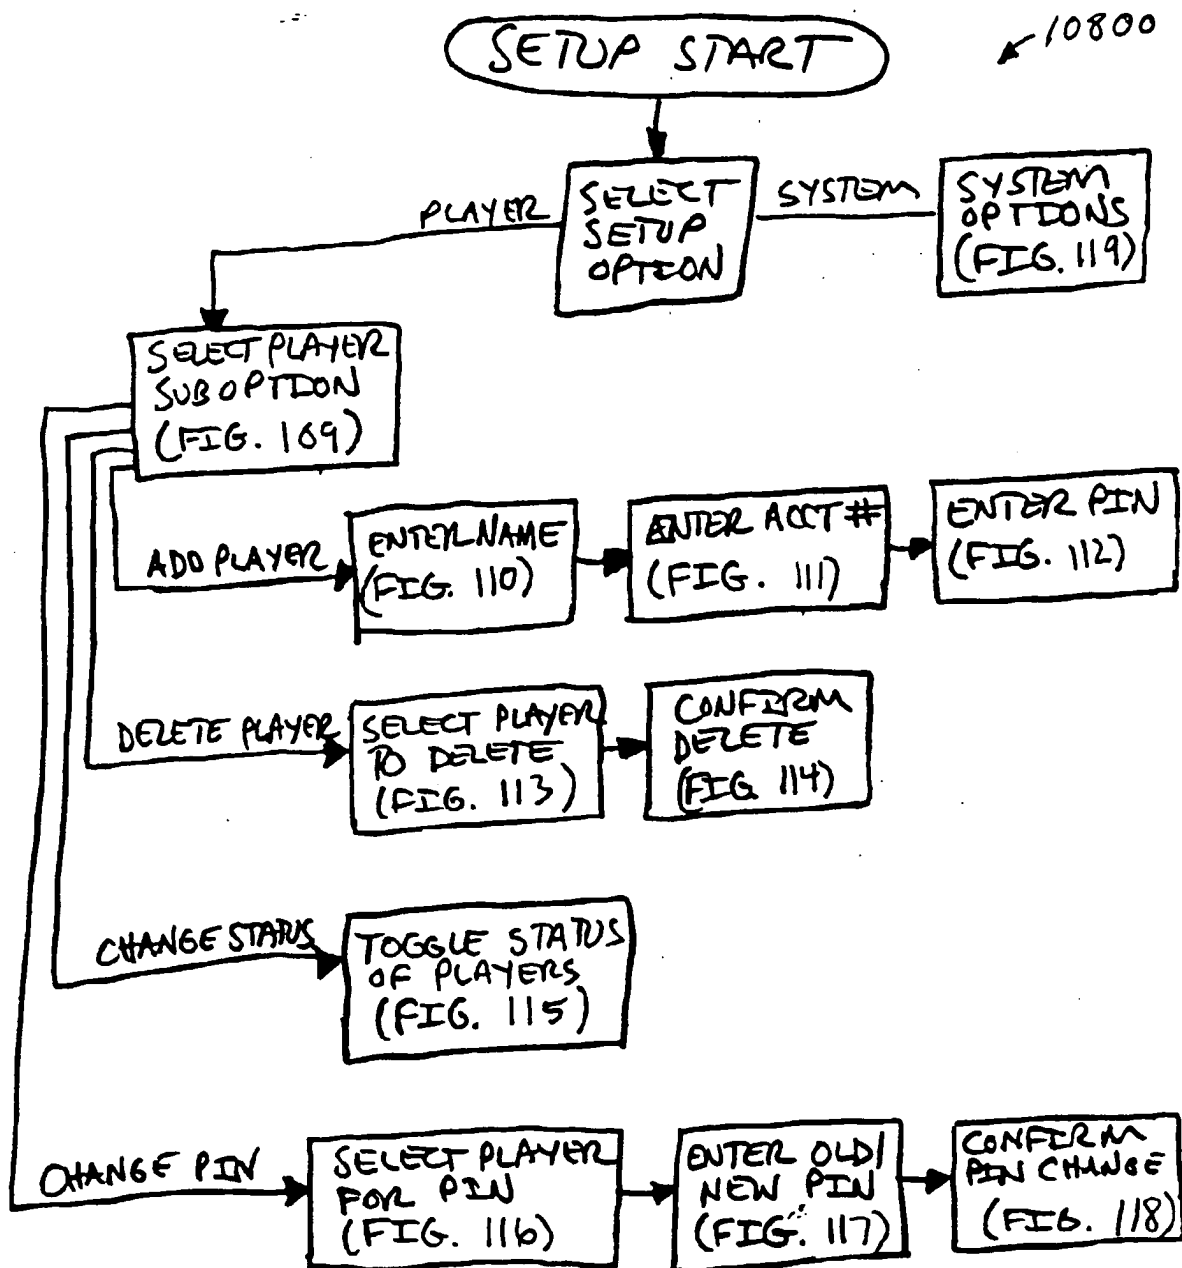 SETUP START
10800
SELECT
SETUP
OPTION
SYSTEM
SYSTEM
OPTIONS
(FIG. 119)
PLAYER
SELECT PLAYER
SUBOPTION
(FIG. 109)
ADD PLAYER
ENTER NAME
(FIG. 110)
ENTER ACCT #
(FIG. 111)
ENTER PIN
(FIG. 112)
DELETE PLAYER
SELECT PLAYER
TO DELETE
(FIG. 113)
CONFIRM
DELETE
(FIG. 114)
CHANGE STATUS
TOGGLE STATUS
OF PLAYERS
(FIG. 115)
CHANGE PIN
SELECT PLAYER
FOR PIN
(FIG. 116)
ENTER OLD/
NEW PIN
(FIG. 117)
CONFIRM
PIN CHANGE
(FIG. 118)